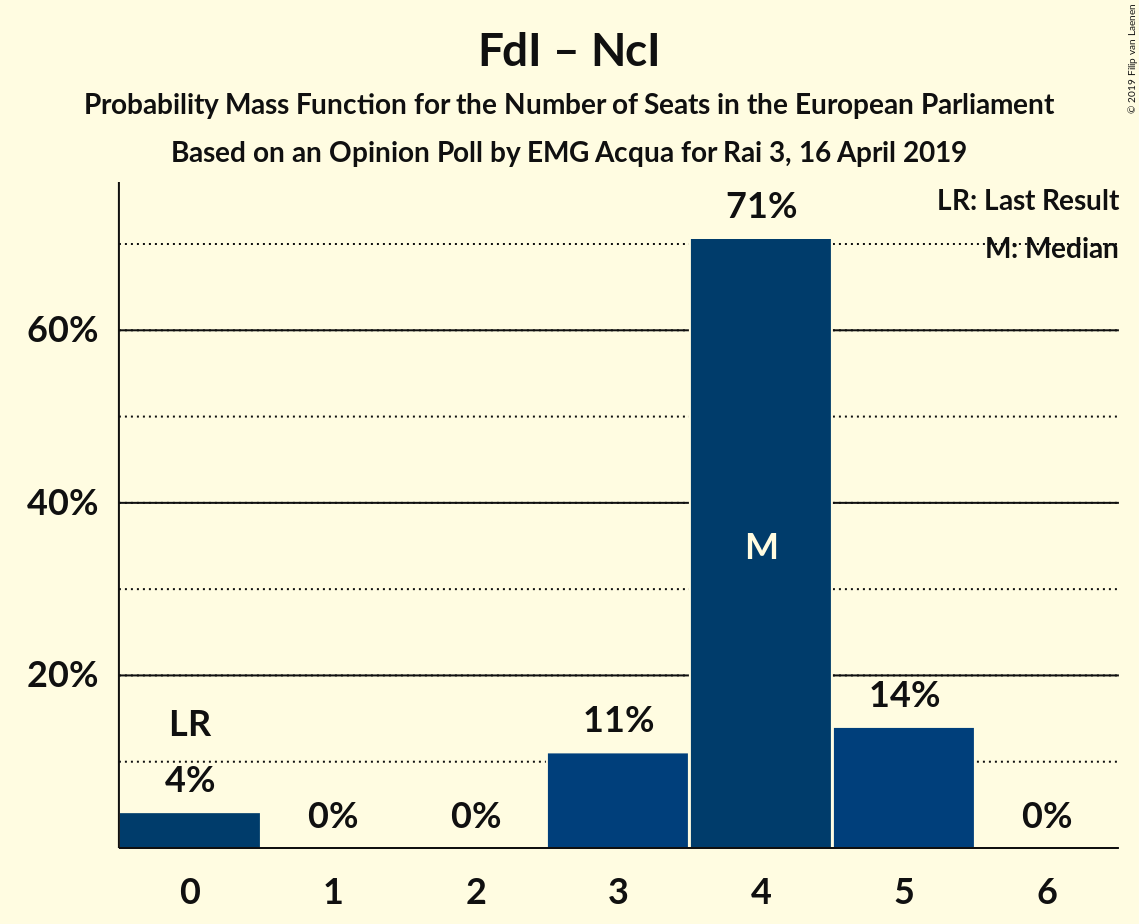 FdI – NcI
Probability Mass Function for the Number of Seats in the European Parliament
Based on an Opinion Poll by EMG Acqua for Rai 3, 16 April 2019
© 2019 Filip van Laenen
LR: Last Result
M: Median
71%
60%
40%
M
20%
14%
11%
LR
4%
0%
0%
0%
0
1
2
3
4
5
6